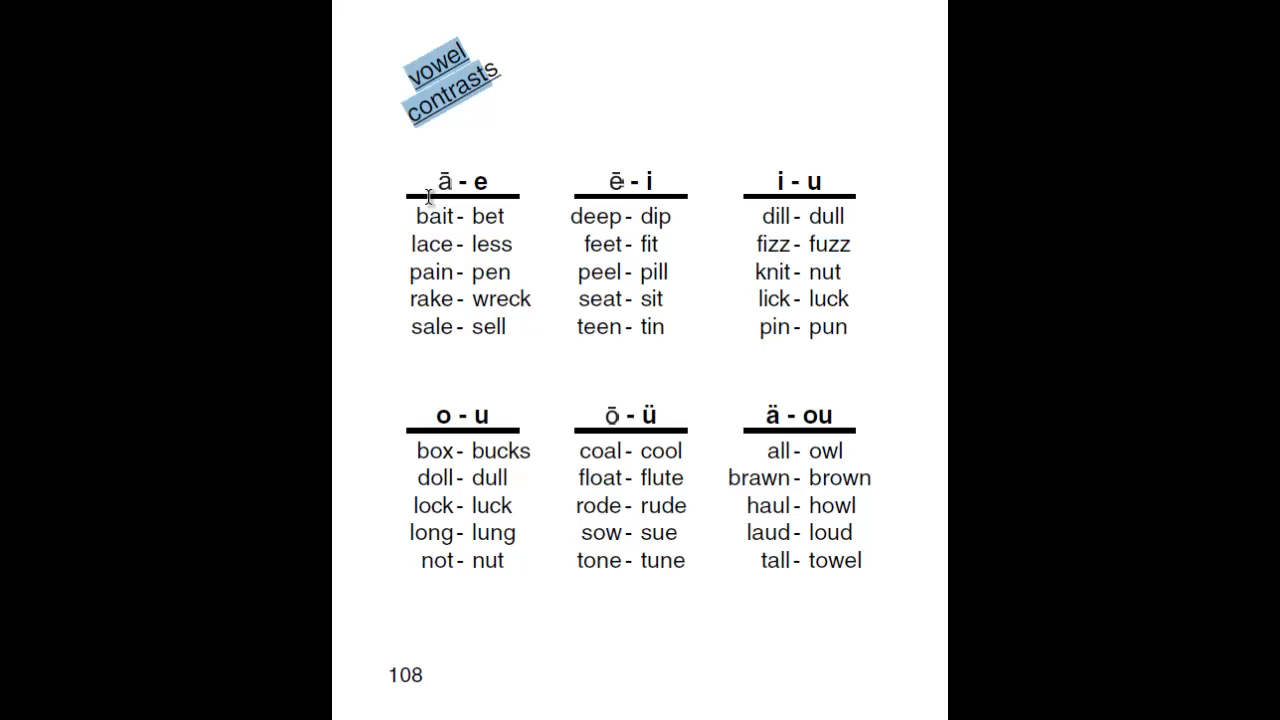 vowel
contrasts
ā - e
bait - bet
lace - less
pain - pen
rake - wreck
sale - sell
ē - i
deep - dip
feet - fit
peel - pill
seat - sit
teen - tin
i - u
dill - dull
fizz - fuzz
knit - nut
lick - luck
pin - pun
o - u
box - bucks
doll - dull
lock - luck
long - lung
not - nut
ō - ü
coal - cool
float - flute
rode - rude
sow - sue
tone - tune
ä - ou
all - owl
brawn - brown
haul - howl
laud - loud
tall - towel
108